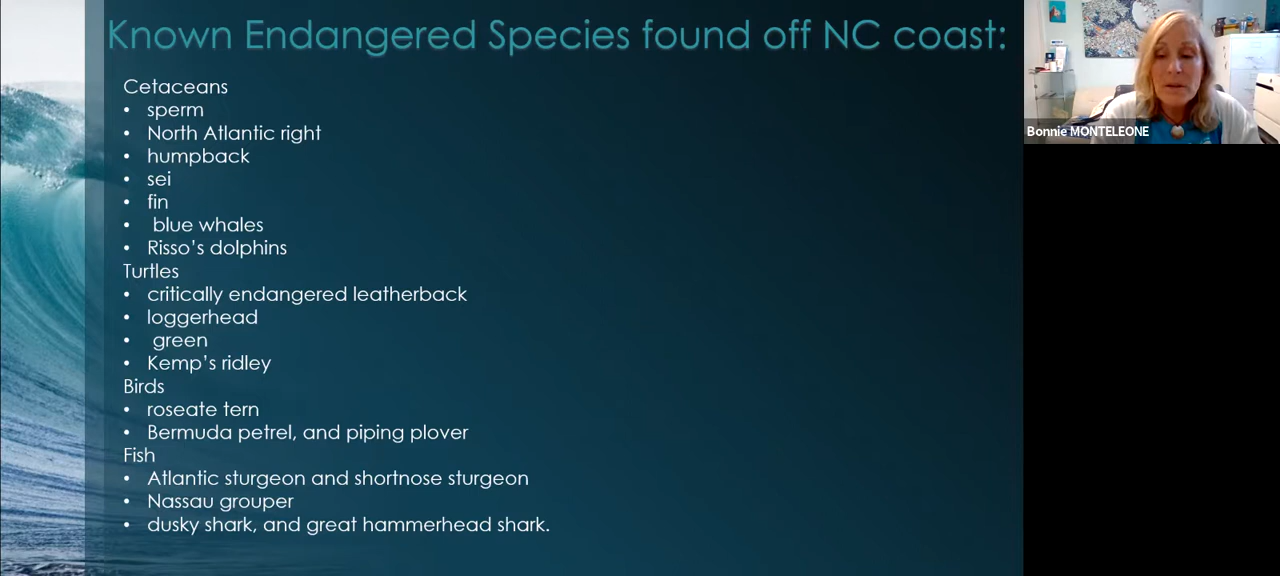 Known Endangered Species found off NC coast:
Cetaceans
• sperm
• North Atlantic right
• humpback
• sei
• fin
• blue whales
• Risso's dolphins
Turtles
• critically endangered leatherback
• loggerhead
• green
• Kemp's ridley
Birds
• roseate tern
• Bermuda petrel, and piping plover
Fish
• Atlantic sturgeon and shortnose sturgeon
• Nassau grouper
• dusky shark, and great hammerhead shark.
Bonnie MONTELEONE